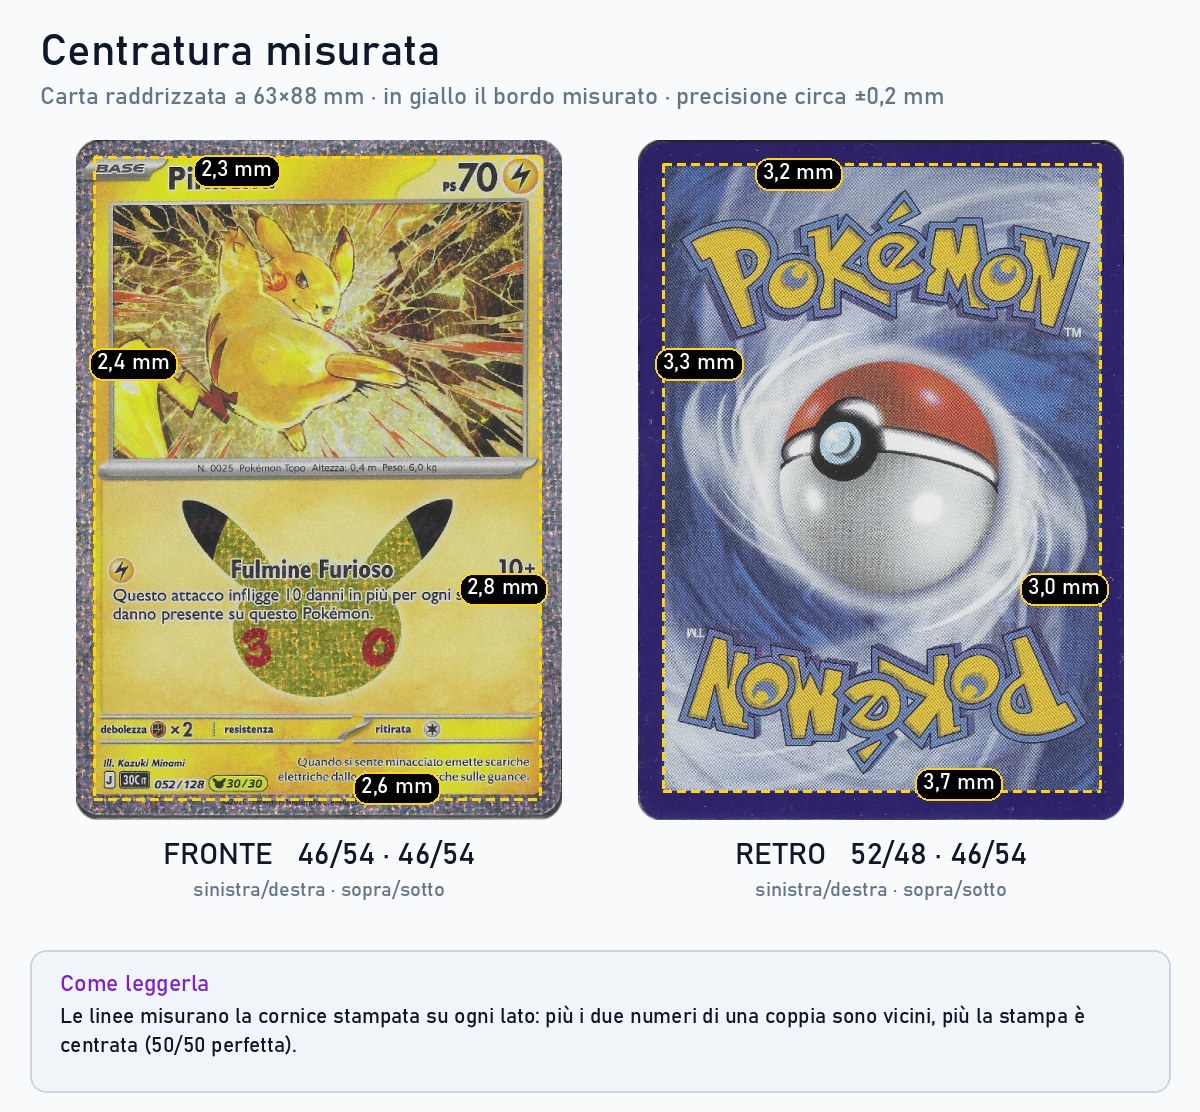 Centratura misurata
Carta raddrizzata a 63×88 mm · in giallo il bordo misurato · precisione circa ±0,2 mm
BASE
Pi
2,3 mm
PS70
2,4 mm
N. 0025 Pokémon Topo Altezza: 0,4 m Peso: 6,0 kg
Fulmine Furioso
10+
Questo attacco infligge 10 danni in più per ogni s
2,8 mm
danno presente su questo Pokémon.
3 0
debolezza ×2 resistenza ritirata
Ill. Kazuki Minami
Quando si sente minacciato emette scariche
elettriche dalle
che sulle guance.
J 30C IT 052/128 30/30
2,6 mm
FRONTE 46/54 · 46/54
sinistra/destra · sopra/sotto
3,2 mm
POKéMON
TM
3,3 mm
3,0 mm
TM
POKéMON
3,7 mm
RETRO 52/48 · 46/54
sinistra/destra · sopra/sotto
Come leggerla
Le linee misurano la cornice stampata su ogni lato: più i due numeri di una coppia sono vicini, più la stampa è
centrata (50/50 perfetta).